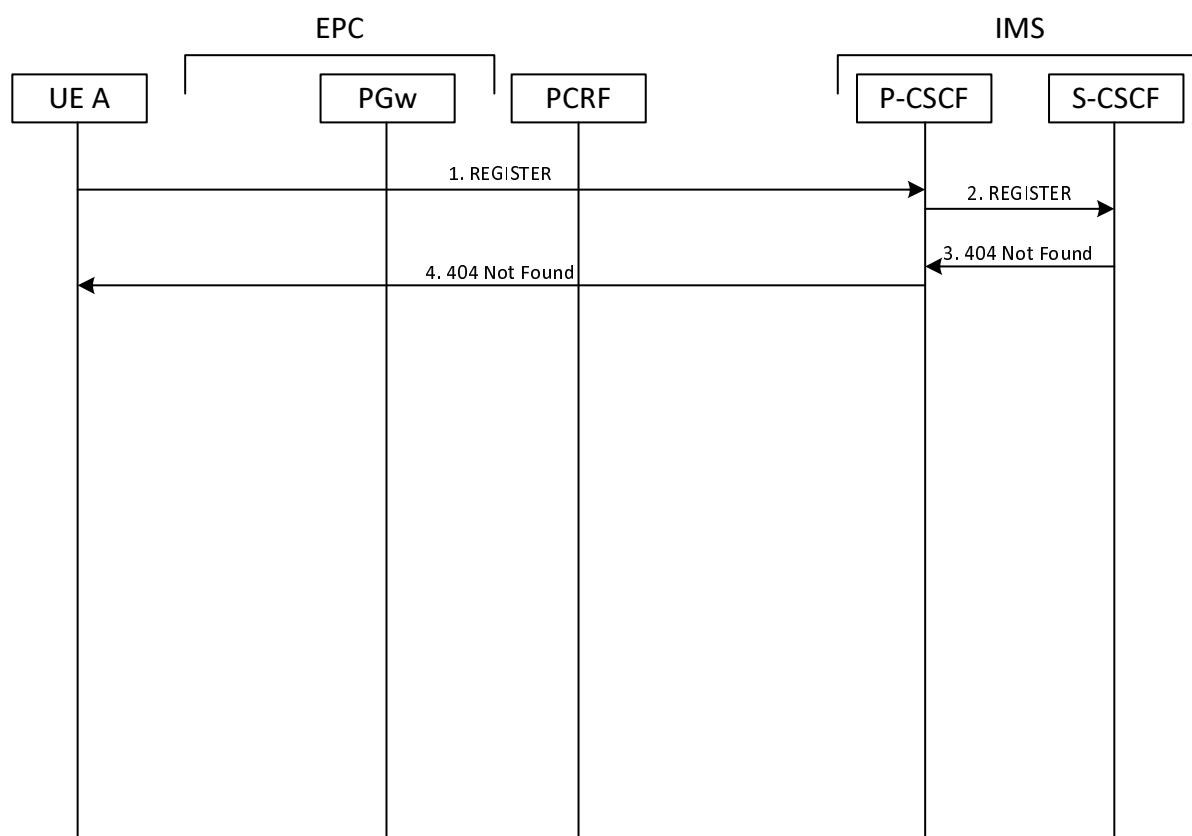 EPC
IMS
UE A
PGw
PCRF
P-CSCF
S-CSCF
1. REGISTER
2. REGISTER
3. 404 Not Found
4. 404 Not Found